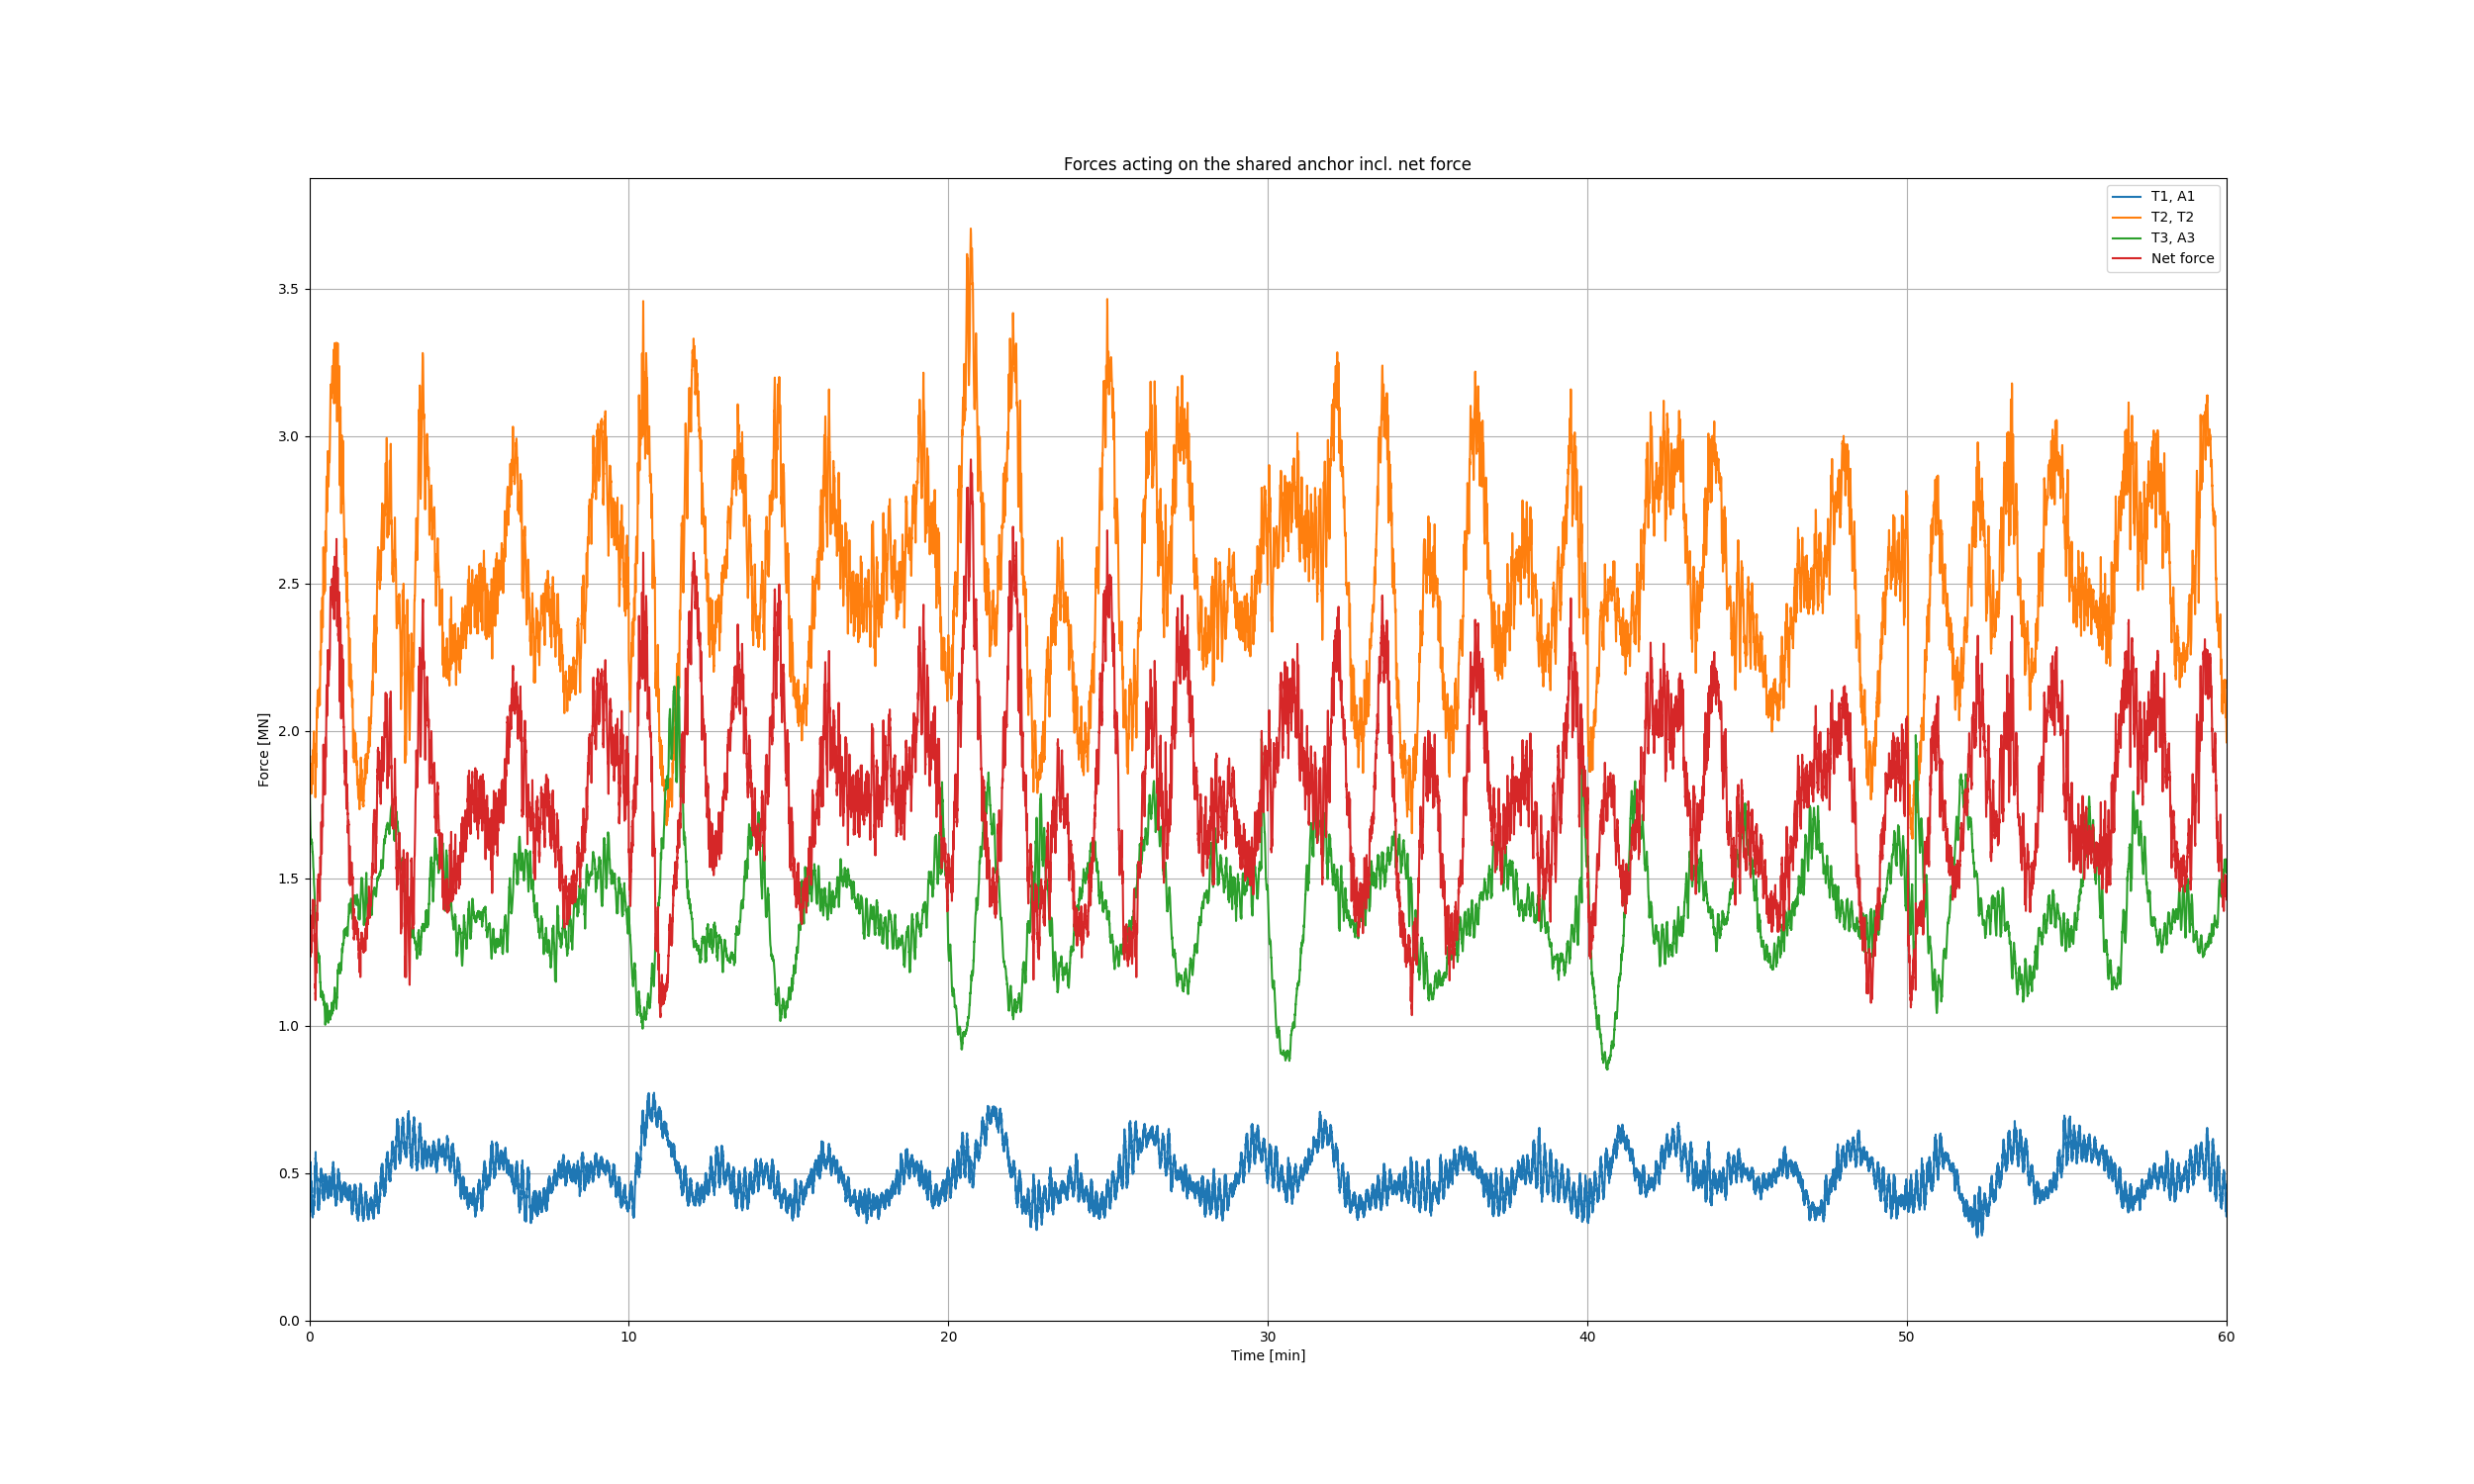 Forces acting on the shared anchor incl. net force
T1, A1
T2, T2
T3, A3
Net force
Force [MN]
3.5
3.0
2.5
2.0
1.5
1.0
0.5
0.0
0 10 20 30 40 50 60
Time [min]